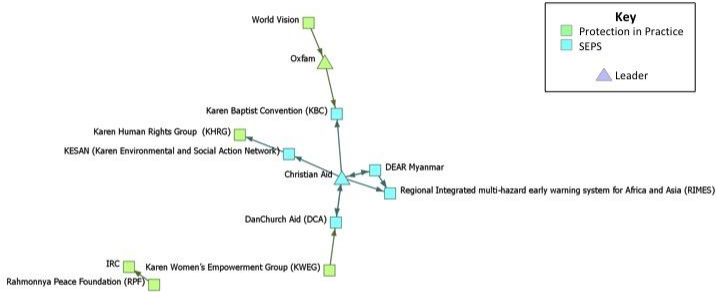 World Vision
Key
Protection in Practice
SEPS
Leader
Oxfam
Karen Baptist Convention (KBC)
Karen Human Rights Group (KHRG)
KESAN (Karen Environmental and Social Action Network)
DEAR Myanmar
Christian Aid
Regional Integrated multi-hazard early warning system for Africa and Asia (RIMES)
DanChurch Aid (DCA)
IRC
Karen Women's Empowerment Group (KWEG)
Rahmonnya Peace Foundation (RPF)